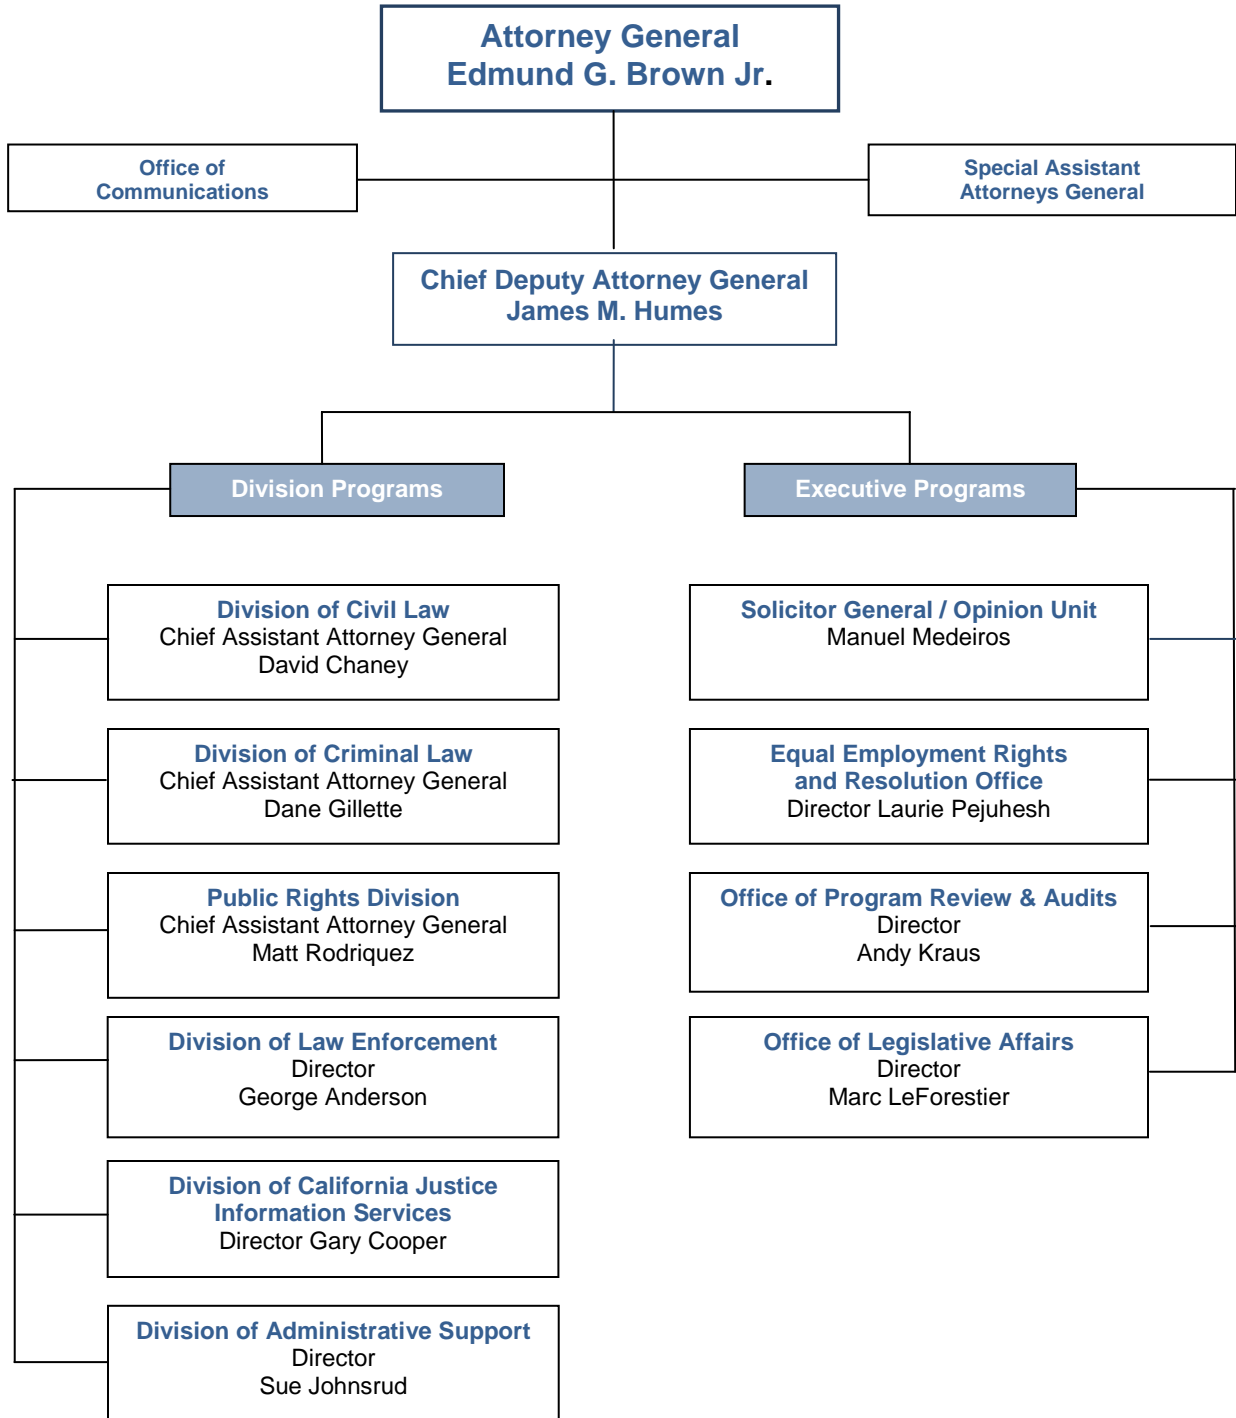 Attorney General
Edmund G. Brown Jr.
Office of
Communications
Special Assistant
Attorneys General
Chief Deputy Attorney General
James M. Humes
Division Programs
Executive Programs
Division of Civil Law
Chief Assistant Attorney General
David Chaney
Division of Criminal Law
Chief Assistant Attorney General
Dane Gillette
Public Rights Division
Chief Assistant Attorney General
Matt Rodriquez
Division of Law Enforcement
Director
George Anderson
Division of California Justice
Information Services
Director Gary Cooper
Division of Administrative Support
Director
Sue Johnsrud
Solicitor General / Opinion Unit
Manuel Medeiros
Equal Employment Rights
and Resolution Office
Director Laurie Pejuhesh
Office of Program Review & Audits
Director
Andy Kraus
Office of Legislative Affairs
Director
Marc LeForestier